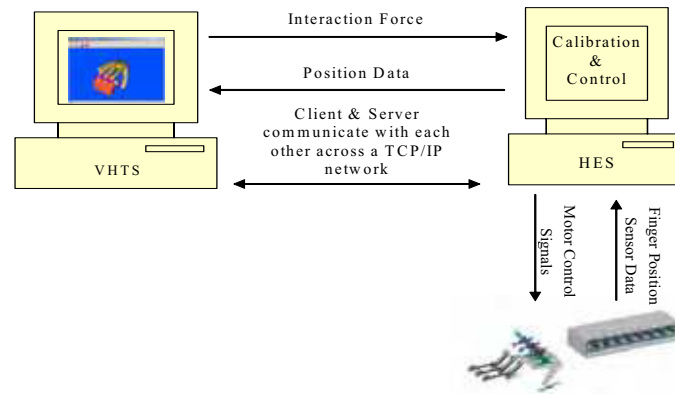 Interaction Force
Position Data
Client & Server
communicate with each
other across a TCP/IP
network
VHTS
Calibration
&
Control
HES
Motor Control
Signals
Finger Position
Sensor Data